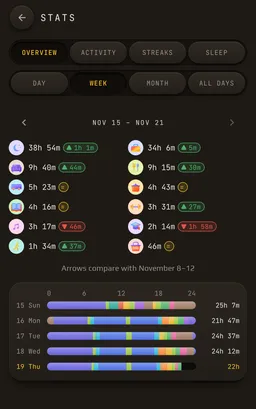 STATS
OVERVIEW ACTIVITY STREAKS SLEEP
DAY WEEK MONTH ALL DAYS
NOV 15 – NOV 21
38h 54m ▲ 1h 1m 34h 6m ▲ 5m
9h 40m ▲ 44m 9h 15m ▲ 38m
5h 23m = 4h 43m =
4h 16m = 3h 31m ▲ 27m
3h 17m ▼ 46m 2h 14m ▼ 1h 58m
1h 34m ▲ 37m 46m =
Arrows compare with November 8–12
0 6 12 18 24
15 Sun 25h 7m
16 Mon 21h 47m
17 Tue 24h 37m
18 Wed 24h 12m
19 Thu 22h